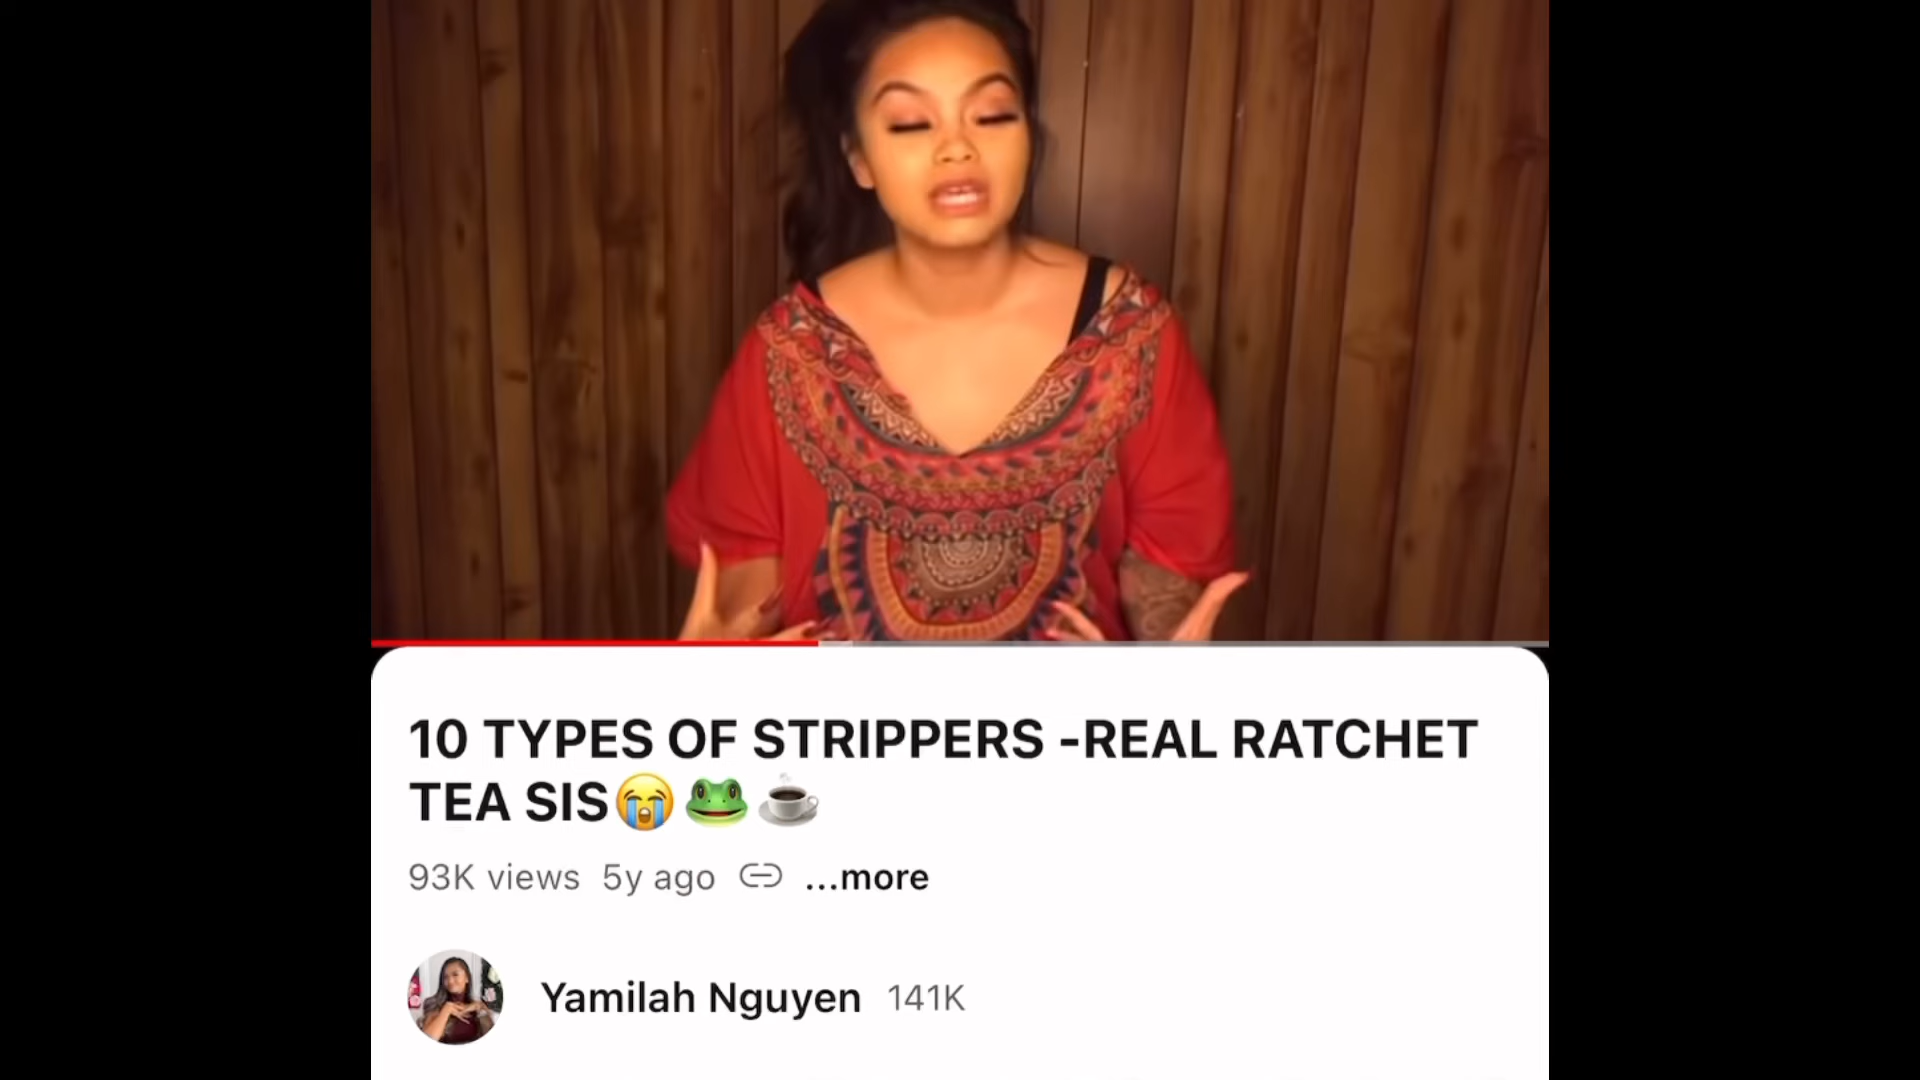 10 TYPES OF STRIPPERS -REAL RATCHET
TEA SIS😭🐸☕
93K views 5y ago ...more
Yamilah Nguyen 141K